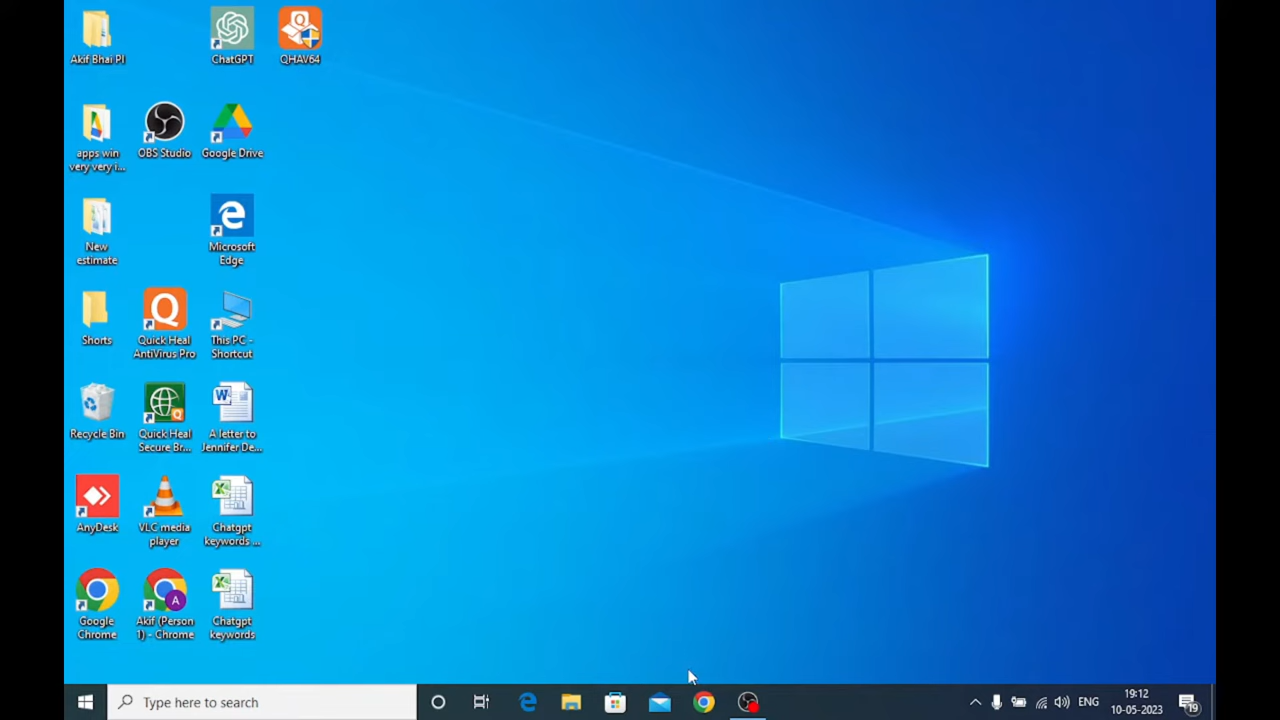 Akif Bhai PI
ChatGPT
QHAV64
apps win
very very i...
OBS Studio
Google Drive
New
estimate
Microsoft
Edge
Shorts
Quick Heal
AntiVirus Pro
This PC -
Shortcut
Recycle Bin
Quick Heal
Secure Br...
A letter to
Jennifer De...
AnyDesk
VLC media
player
Chatgpt
keywords ...
Google
Chrome
A
Akif (Person
1) - Chrome
Chatgpt
keywords
Type here to search
ENG
19:12
10-05-2023
19